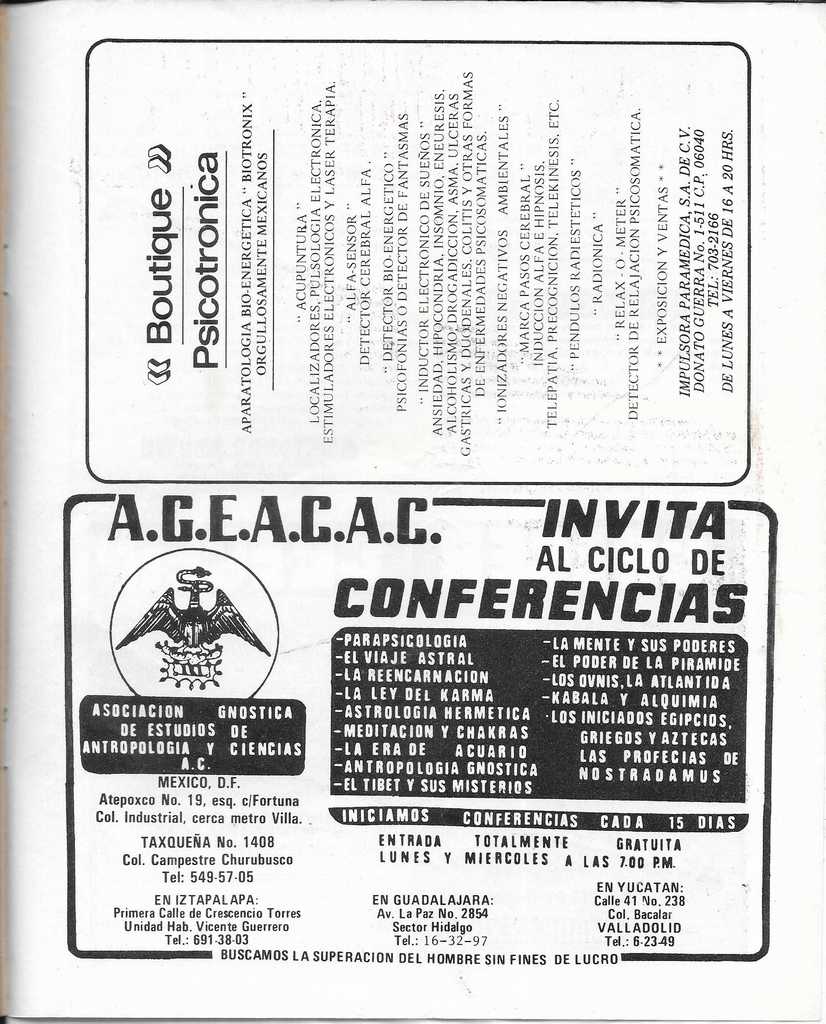 « Boutique »
Psicotronica
APARATOLOGIA BIO-ENERGETICA " BIOTRONIX "
ORGULLOSAMENTE MEXICANOS
" ACUPUNTURA "
LOCALIZADORES, PULSOLOGIA ELECTRONICA,
ESTIMULADORES ELECTRONICOS Y LASER TERAPIA.
" ALFA-SENSOR "
DETECTOR CEREBRAL ALFA.
" DETECTOR BIO-ENERGETICO "
PSICOFONIAS O DETECTOR DE FANTASMAS
" INDUCTOR ELECTRONICO DE SUEÑOS "
ANSIEDAD, HIPOCONDRIA, INSOMNIO, ENEURESIS,
ALCOHOLISMO, DROGADICCION, ASMA, ULCERAS
GASTRICAS Y DUODENALES, COLITIS Y OTRAS FORMAS
DE ENFERMEDADES PSICOSOMATICAS.
" IONIZADORES NEGATIVOS AMBIENTALES "
" MARCA PASOS CEREBRAL "
INDUCCION ALFA E HIPNOSIS.
TELEPATIA, PRECOGNICION, TELEKINESIS, ETC.
" PENDULOS RADIESTETICOS "
" RADIONICA "
" RELAX - O - METER "
DETECTOR DE RELAJACION PSICOSOMATICA.
* * EXPOSICION Y VENTAS * *
IMPULSORA PARAMEDICA, S.A. DE C.V.
DONATO GUERRA No. 1-511 C.P. 06040
TEL: 703-2166
DE LUNES A VIERNES DE 16 A 20 HRS.
A.G.E.A.C.A.C. INVITA
AL CICLO DE
CONFERENCIAS
ASOCIACION GNOSTICA
DE ESTUDIOS DE
ANTROPOLOGIA Y CIENCIAS
A.C.
MEXICO, D.F.
Atepoxco No. 19, esq. c/Fortuna
Col. Industrial, cerca metro Villa.
TAXQUEÑA No. 1408
Col. Campestre Churubusco
Tel: 549-57-05
-PARAPSICOLOGIA
-EL VIAJE ASTRAL
-LA REENCARNACION
-LA LEY DEL KARMA
-ASTROLOGIA HERMETICA
-MEDITACION Y CHAKRAS
-LA ERA DE ACUARIO
-ANTROPOLOGIA GNOSTICA
-EL TIBET Y SUS MISTERIOS
-LA MENTE Y SUS PODERES
-EL PODER DE LA PIRAMIDE
-LOS OVNIS, LA ATLANTIDA
-KABALA Y ALQUIMIA
-LOS INICIADOS EGIPCIOS,
GRIEGOS Y AZTECAS
LAS PROFECIAS DE
NOSTRADAMUS
INICIAMOS CONFERENCIAS CADA 15 DIAS
ENTRADA TOTALMENTE GRATUITA
LUNES Y MIERCOLES A LAS 7.00 P.M.
EN IZTAPALAPA:
Primera Calle de Crescencio Torres
Unidad Hab. Vicente Guerrero
Tel.: 691-38-03
EN GUADALAJARA:
Av. La Paz No. 2854
Sector Hidalgo
Tel.: 16-32-97
EN YUCATAN:
Calle 41 No. 238
Col. Bacalar
VALLADOLID
Tel.: 6-23-49
BUSCAMOS LA SUPERACION DEL HOMBRE SIN FINES DE LUCRO